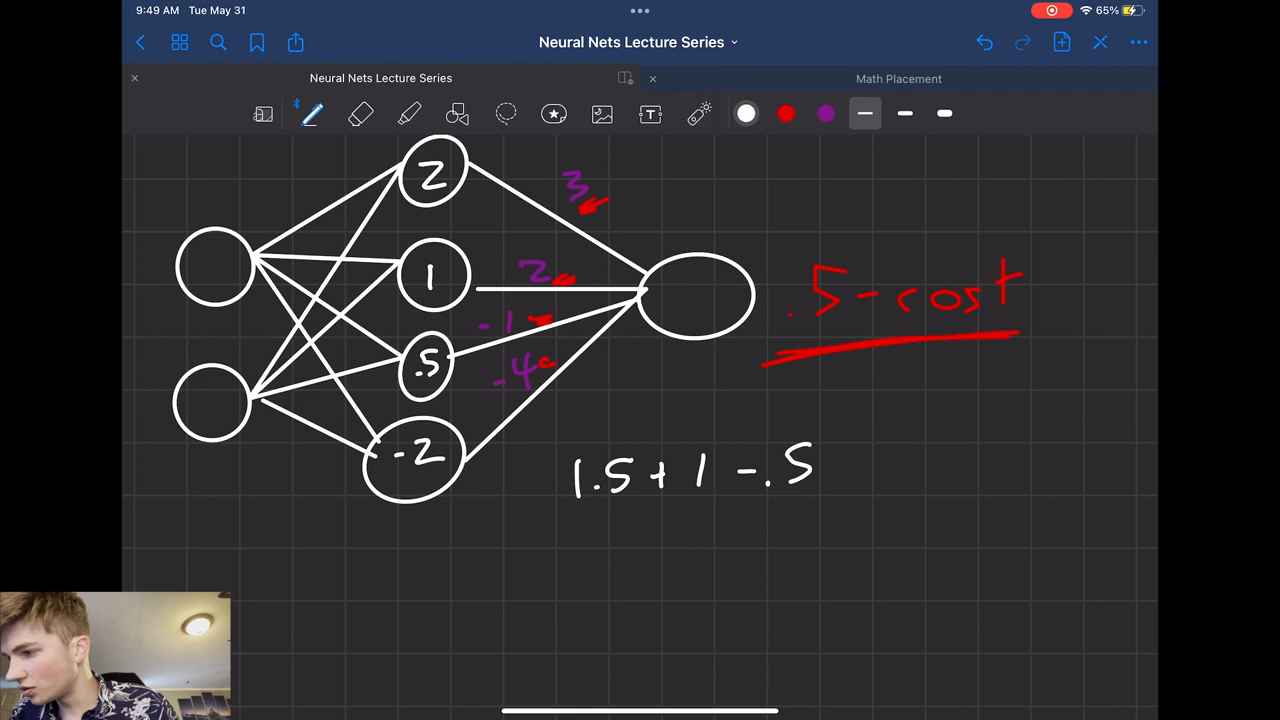 9:49 AM Tue May 31
65%
Neural Nets Lecture Series
Neural Nets Lecture Series
Math Placement
2
3
1
2
.5 - cost
-1
.5
-4
-2
1.5 + 1 - .5